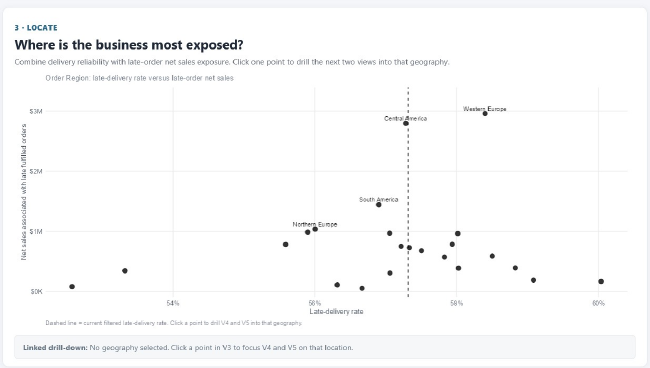 3 • LOCATE
Where is the business most exposed?
Combine delivery reliability with late-order net sales exposure. Click one point to drill the next two views into that geography.
Order Region: late-delivery rate versus late-order net sales
Net sales associated with late fulfilled orders
$3M
$2M
$1M
$0K
Western Europe
Central America
South America
Northern Europe
54%
56%
58%
60%
Late-delivery rate
Dashed line = current filtered late-delivery rate. Click a point to drill V4 and V5 into that geography.
Linked drill-down: No geography selected. Click a point in V3 to focus V4 and V5 on that location.